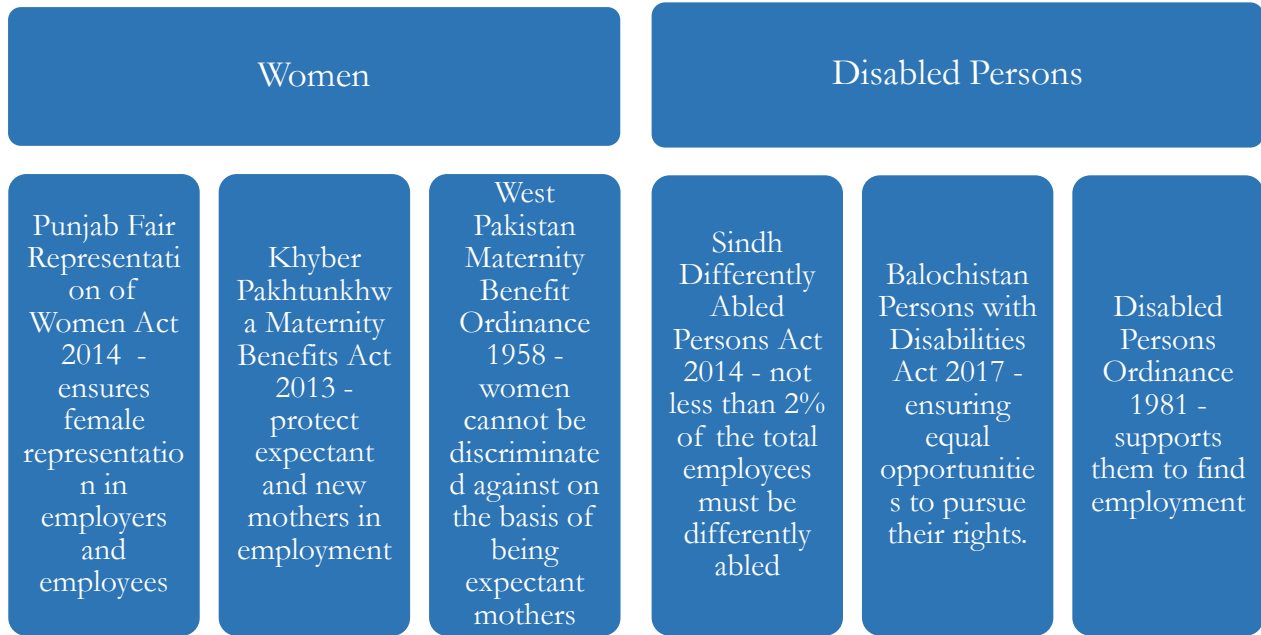 Women
Punjab Fair
Representati
on of
Women Act
2014 -
ensures
female
representatio
n in
employers
and
employees
Khyber
Pakhtunkhw
a Maternity
Benefits Act
2013 -
protect
expectant
and new
mothers in
employment
West
Pakistan
Maternity
Benefit
Ordinance
1958 -
women
cannot be
discriminate
d against on
the basis of
being
expectant
mothers
Disabled Persons
Sindh
Differently
Abled
Persons Act
2014 - not
less than 2%
of the total
employees
must be
differently
abled
Balochistan
Persons with
Disabilities
Act 2017 -
ensuring
equal
opportunitie
s to pursue
their rights.
Disabled
Persons
Ordinance
1981 -
supports
them to find
employment